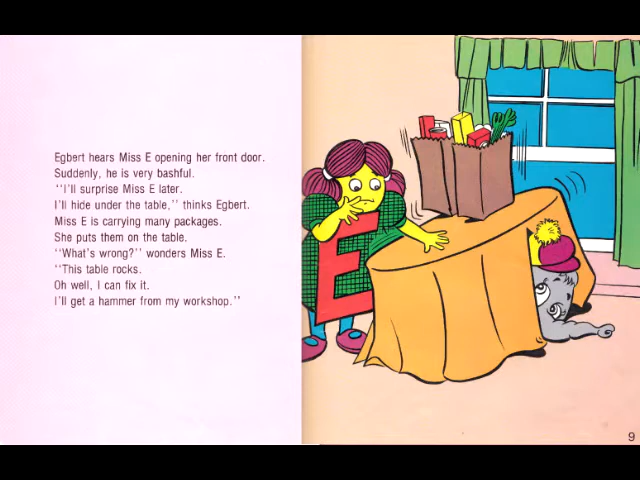 Egbert hears Miss E opening her front door.
Suddenly, he is very bashful.
"I'll surprise Miss E later.
I'll hide under the table," thinks Egbert.
Miss E is carrying many packages.
She puts them on the table.
"What's wrong?" wonders Miss E.
"This table rocks.
Oh well, I can fix it.
I'll get a hammer from my workshop."
E
9